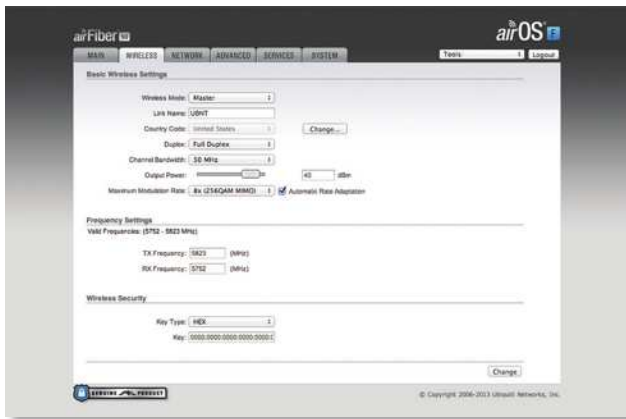 airFiber
airOS F
MAIN WIRELESS NETWORK ADVANCED SERVICES SYSTEM Tools Logout
Basic Wireless Settings
Wireless Mode: Master
Link Name: UBNT
Country Code: United States Change...
Duplex: Full Duplex
Channel Bandwidth: 50 MHz
Output Power: 40 dBm
Maximum Modulation Rate: 8x (256QAM MIMO) Automatic Rate Adaptation
Frequency Settings
Valid Frequencies: (5752 - 5823 MHz)
TX Frequency: 5823 (MHz)
RX Frequency: 5752 (MHz)
Wireless Security
Key Type: HEX
Key: 0000:0000:0000:0000:0000:0
Change
GENUINE PRODUCT
© Copyright 2006-2013 Ubiquiti Networks, Inc.